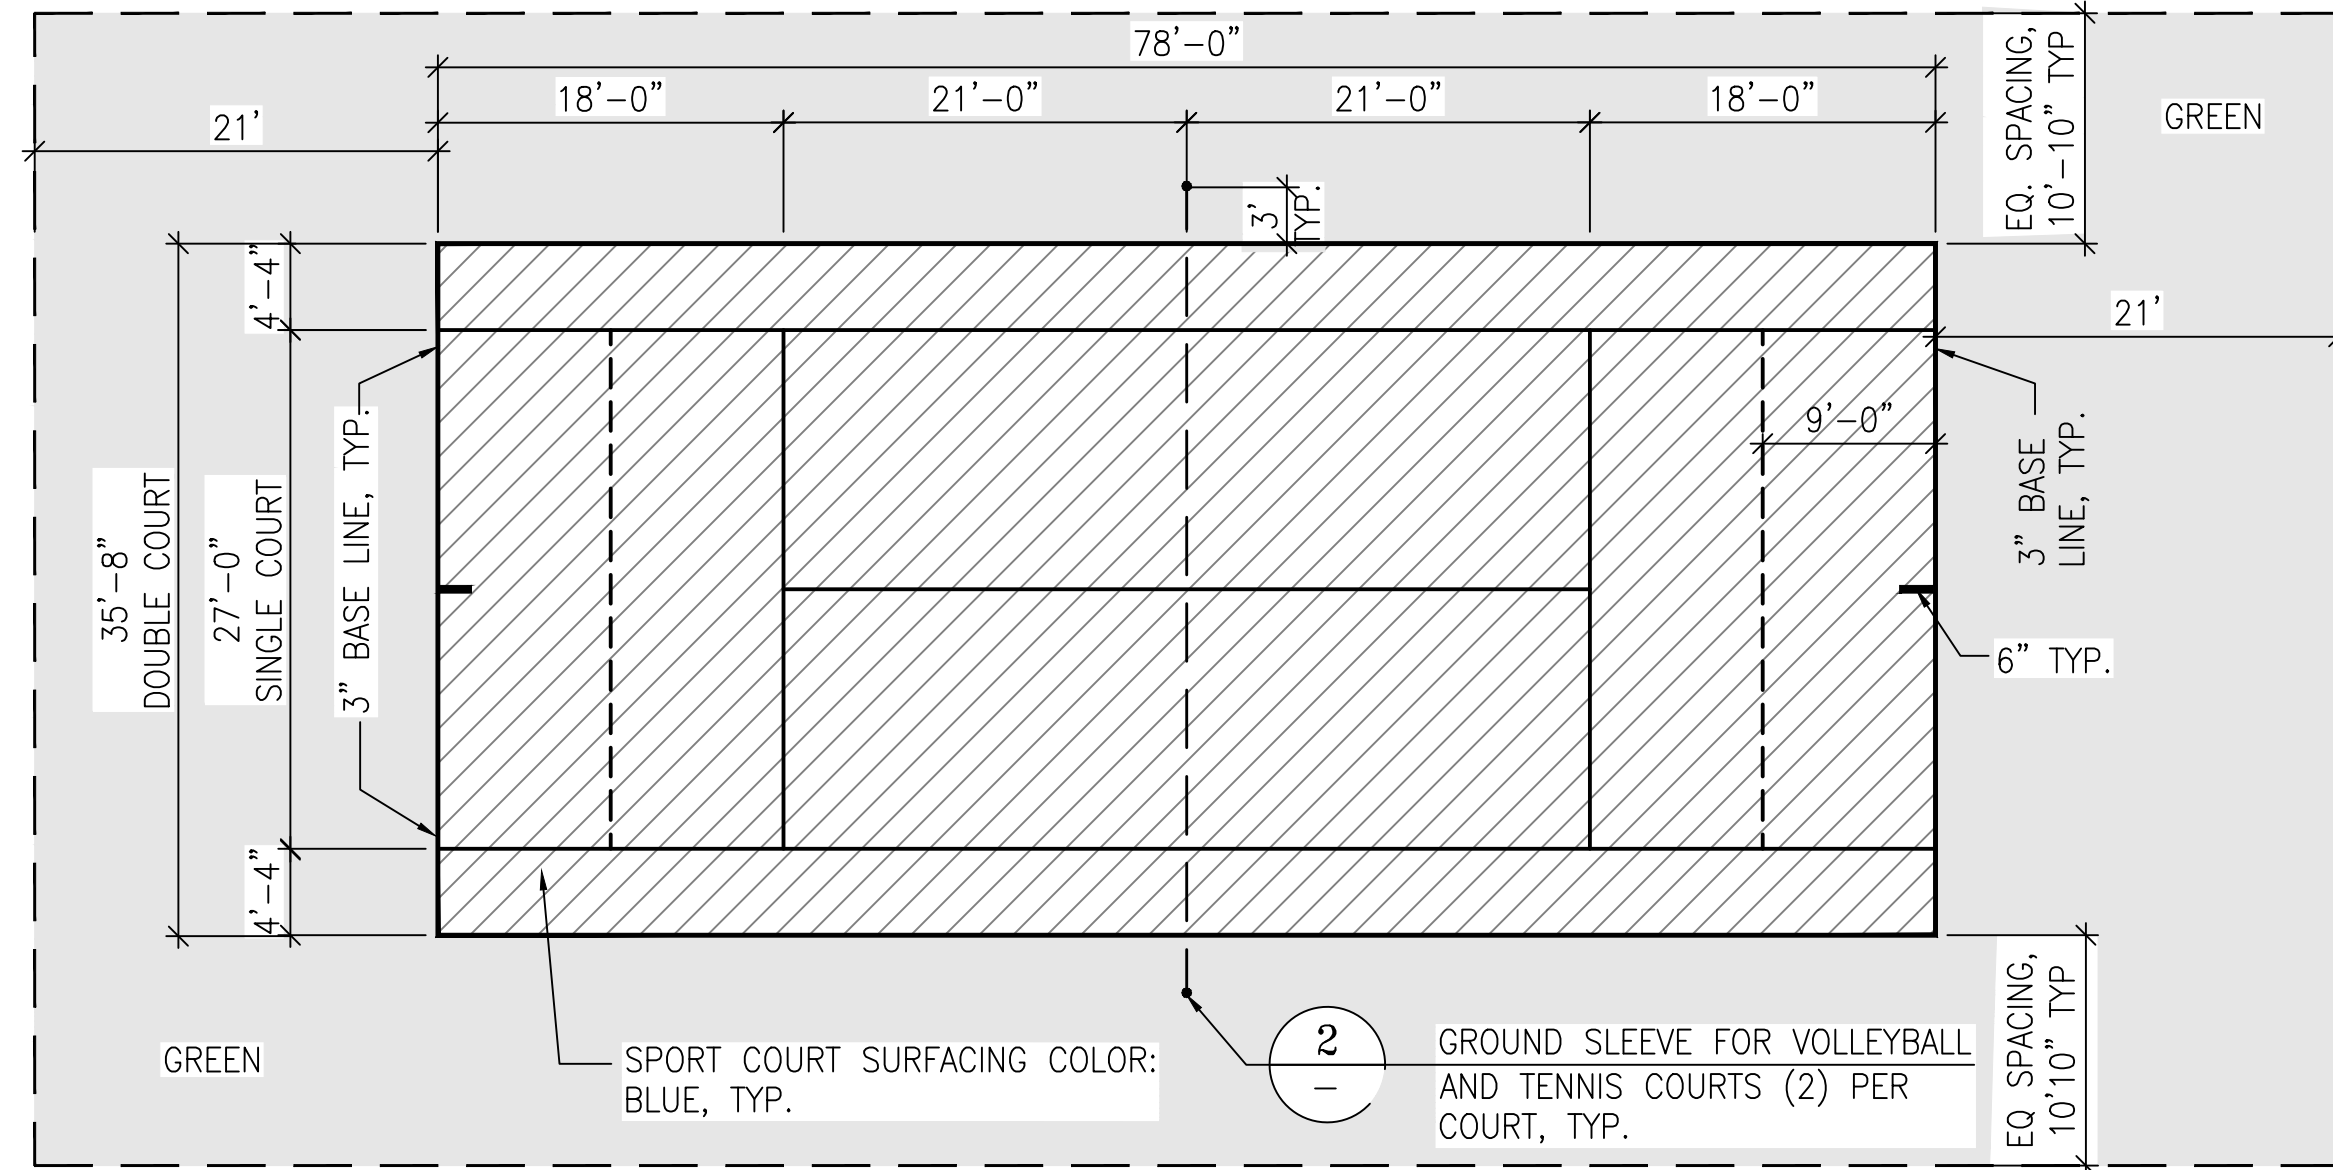 78'-0"
18'-0"
21'-0"
21'-0"
18'-0"
21'
EQ. SPACING,
10'-10" TYP
GREEN
3'
TYP.
4'-4"
21'
9'-0"
35'-8"
DOUBLE COURT
27'-0"
SINGLE COURT
3" BASE LINE, TYP.
3" BASE
LINE, TYP.
6" TYP.
4'-4"
GREEN
SPORT COURT SURFACING COLOR:
BLUE, TYP.
2
–
GROUND SLEEVE FOR VOLLEYBALL
AND TENNIS COURTS (2) PER
COURT, TYP.
EQ SPACING,
10'10" TYP